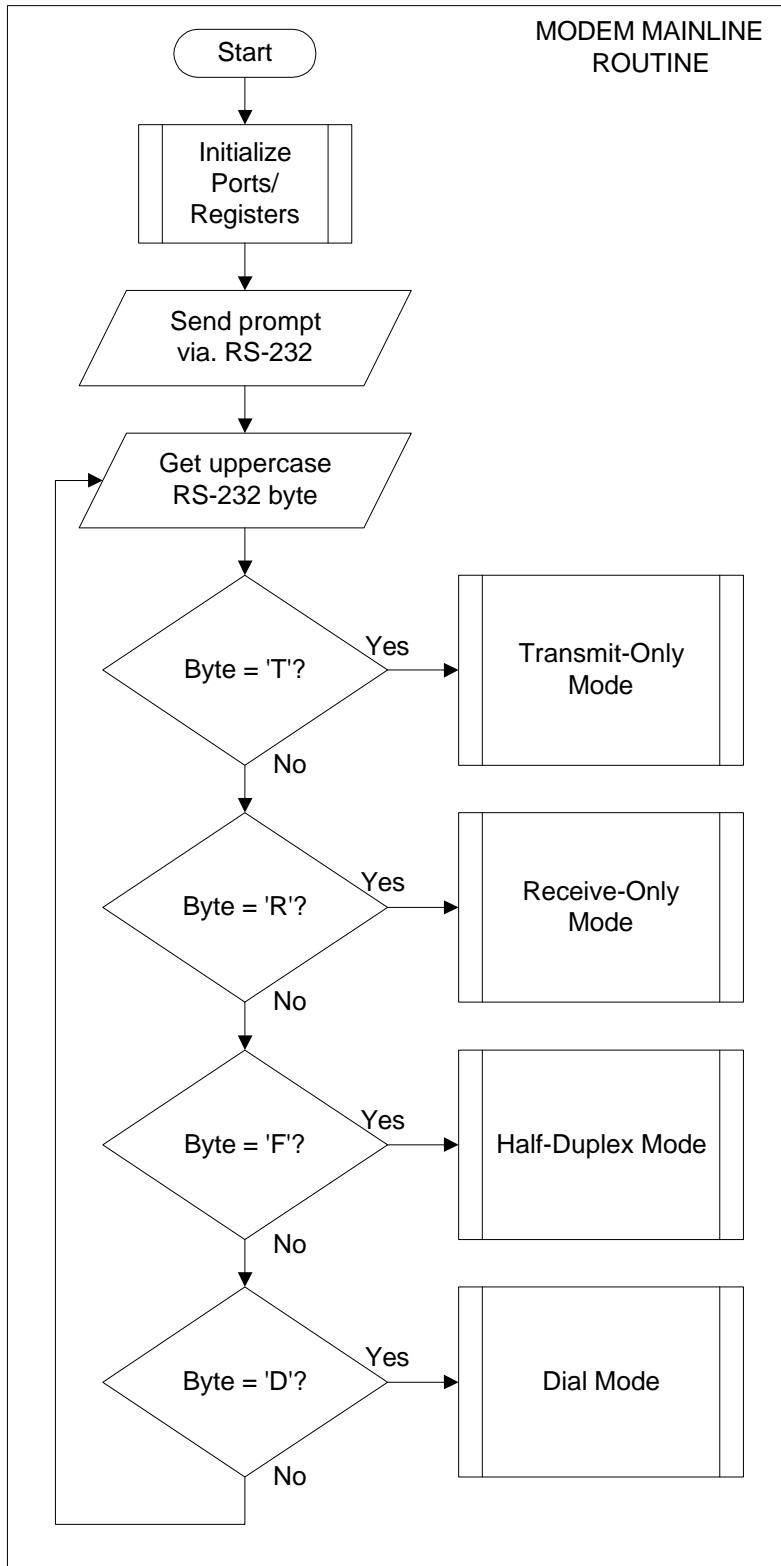 MODEM MAINLINE
ROUTINE
Start
Initialize
Ports/
Registers
Send prompt
via. RS-232
Get uppercase
RS-232 byte
Byte = 'T'?
Yes
Transmit-Only
Mode
No
Byte = 'R'?
Yes
Receive-Only
Mode
No
Byte = 'F'?
Yes
Half-Duplex Mode
No
Byte = 'D'?
Yes
Dial Mode
No